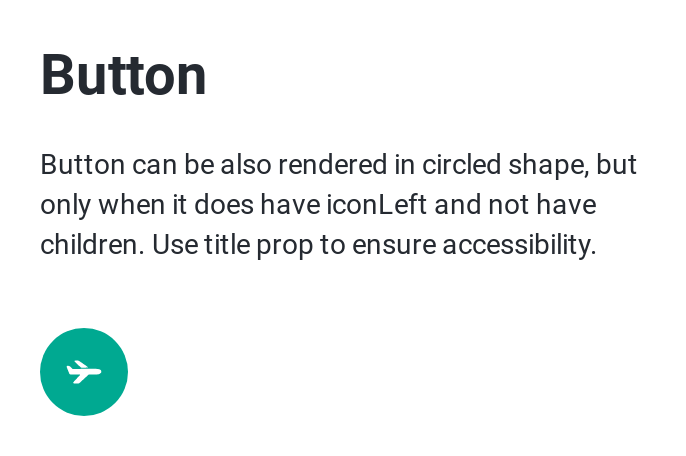 Button
Button can be also rendered in circled shape, but
only when it does have iconLeft and not have
children. Use title prop to ensure accessibility.